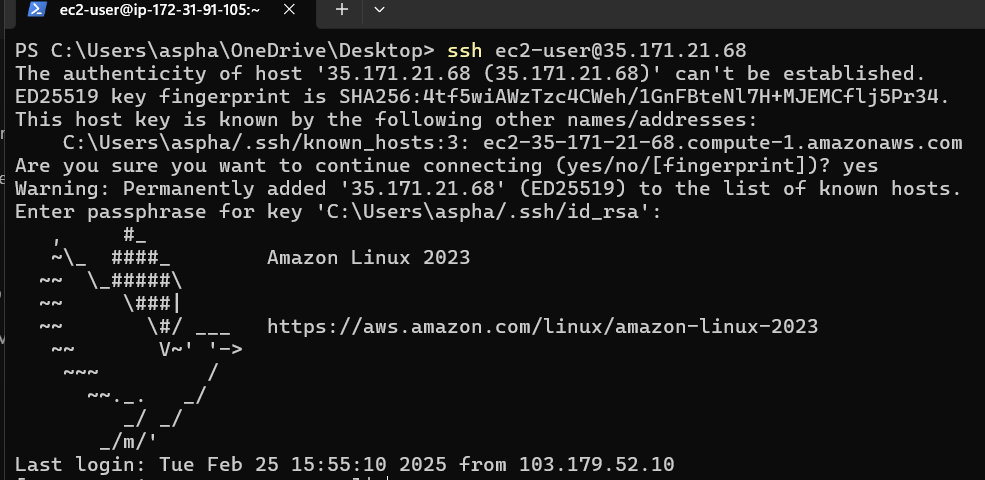 ec2-user@ip-172-31-91-105:~
PS C:\Users\aspha\OneDrive\Desktop> ssh ec2-user@35.171.21.68
The authenticity of host '35.171.21.68 (35.171.21.68)' can't be established.
ED25519 key fingerprint is SHA256:4tf5wiAWzTzc4CWeh/1GnFBteNl7H+MJEMCflj5Pr34.
This host key is known by the following other names/addresses:
    C:\Users\aspha/.ssh/known_hosts:3: ec2-35-171-21-68.compute-1.amazonaws.com
Are you sure you want to continue connecting (yes/no/[fingerprint])? yes
Warning: Permanently added '35.171.21.68' (ED25519) to the list of known hosts.
Enter passphrase for key 'C:\Users\aspha/.ssh/id_rsa':
   ,     #_
   ~\_  ####_        Amazon Linux 2023
  ~~  \_#####\
  ~~     \###|
  ~~       \#/ ___   https://aws.amazon.com/linux/amazon-linux-2023
   ~~       V~' '->
    ~~~         /
      ~~._.   _/
         _/ _/
       _/m/'
Last login: Tue Feb 25 15:55:10 2025 from 103.179.52.10